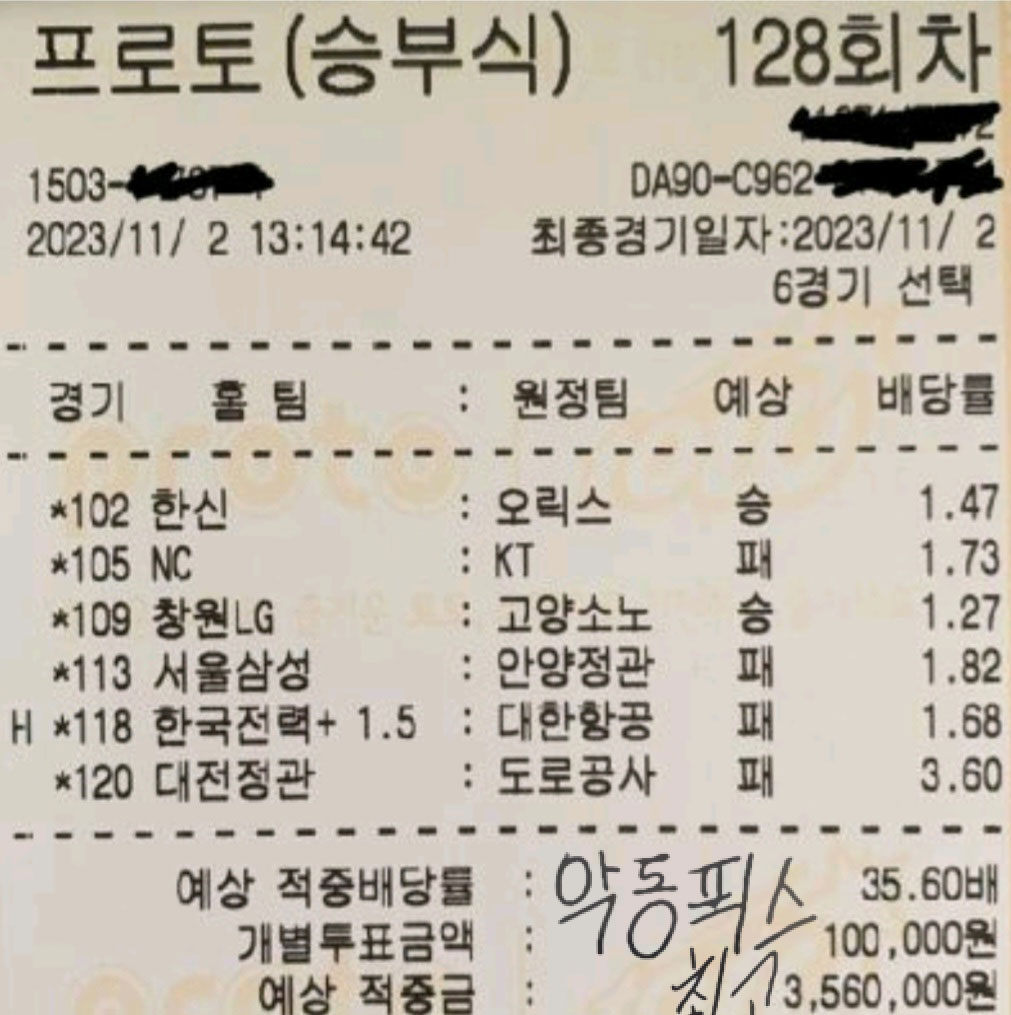 프로토(승부식) 128회차
1503-
DA90-C962
2023/11/ 2 13:14:42 최종경기일자:2023/11/ 2
6경기 선택
경기 홈 팀 : 원정팀 예상 배당률
*102 한신 : 오릭스 승 1.47
*105 NC : KT 패 1.73
*109 창원LG : 고양소노 승 1.27
*113 서울삼성 : 안양정관 패 1.82
H *118 한국전력+ 1.5 : 대한항공 패 1.68
*120 대전정관 : 도로공사 패 3.60
예상 적중배당률 : 35.60배
악동픽스
개별투표금액 : 100,000원
최고
예상 적중금 : 3,560,000원
proto